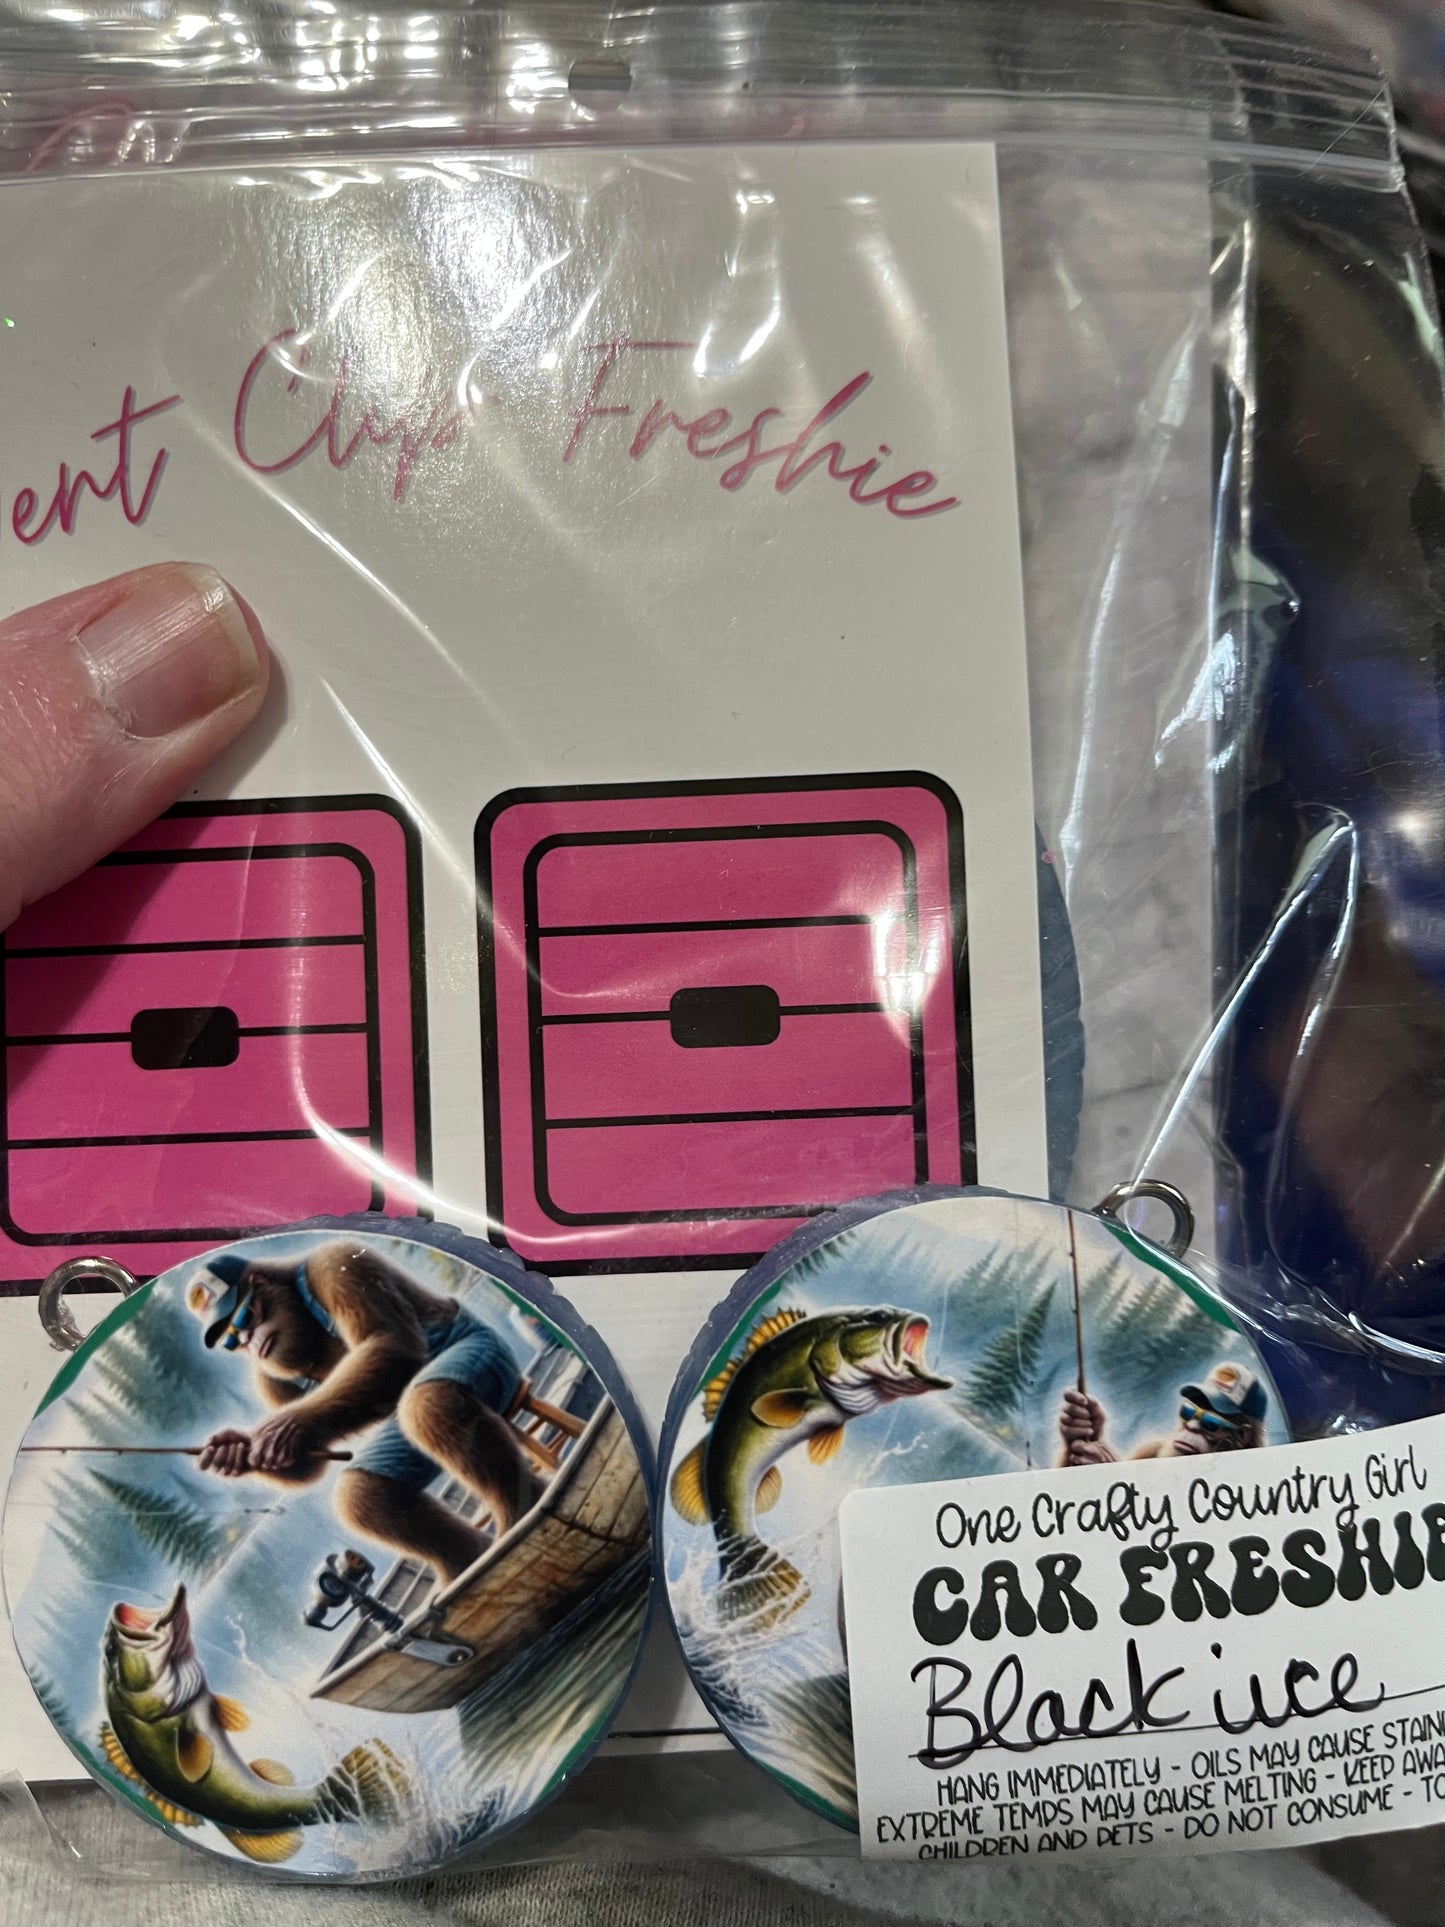 ent Clip Freshie
One Crafty Country Girl
CAR FRESHIE
Black ice
HANG IMMEDIATELY - OILS MAY CAUSE STAIN
EXTREME TEMPS MAY CAUSE MELTING - KEEP AWA
CHILDREN AND PETS - DO NOT CONSUME - TO